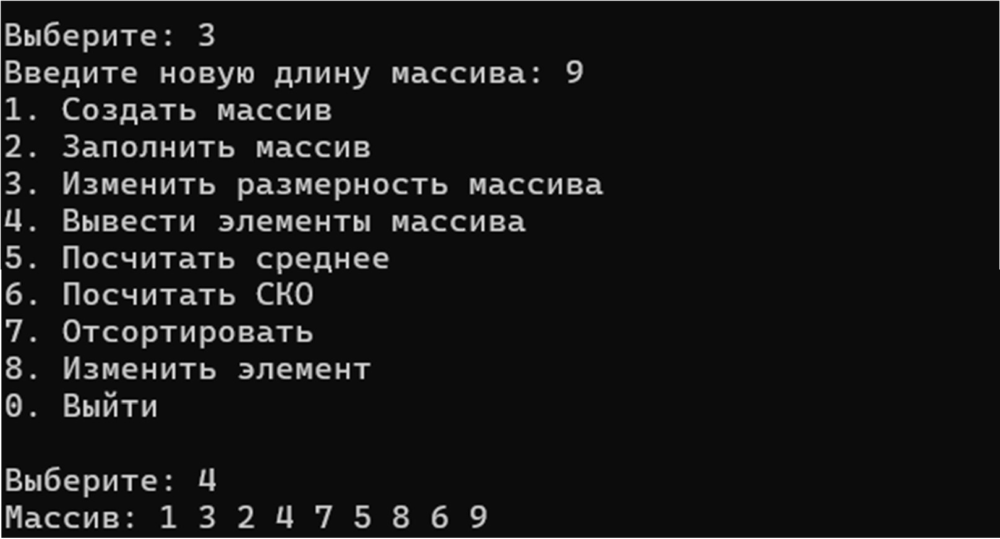 Выберите: 3
Введите новую длину массива: 9
1. Создать массив
2. Заполнить массив
3. Изменить размерность массива
4. Вывести элементы массива
5. Посчитать среднее
6. Посчитать СКО
7. Отсортировать
8. Изменить элемент
0. Выйти
Выберите: 4
Массив: 1 3 2 4 7 5 8 6 9